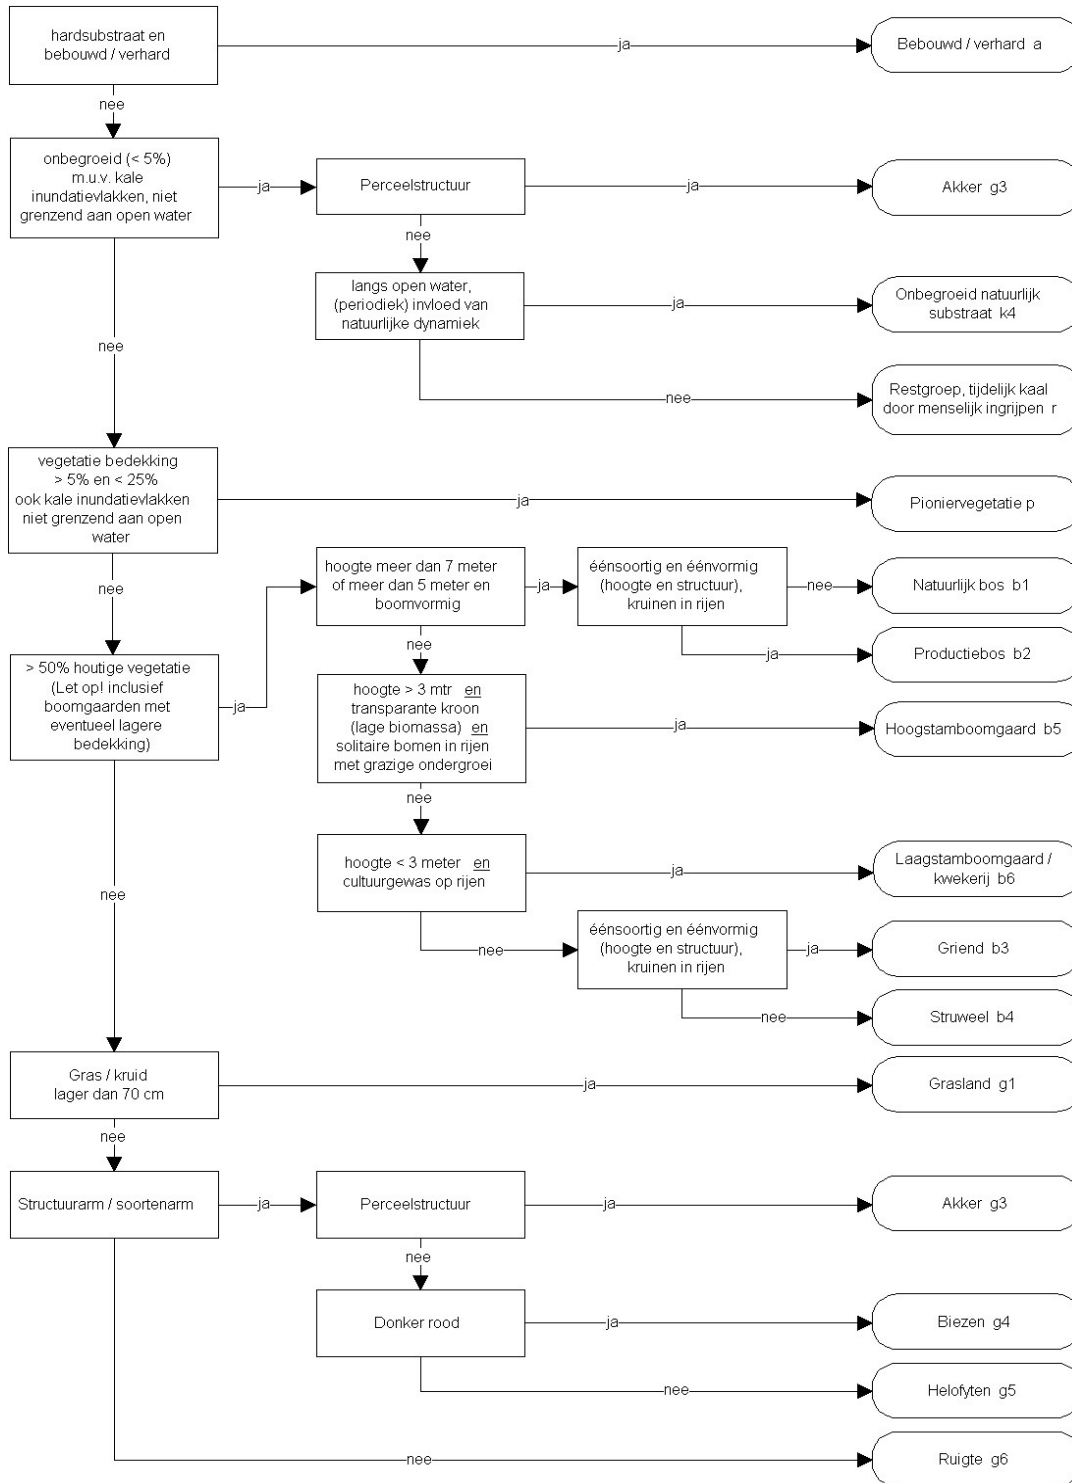 hardsubstraat en
bebouwd / verhard
ja
Bebouwd / verhard  a
nee
onbegroeid (< 5%)
m.u.v. kale
inundatievlakken, niet
grenzend aan open water
ja
Perceelstructuur
ja
Akker  g3
nee
langs open water,
(periodiek) invloed van
natuurlijke dynamiek
ja
Onbegroeid natuurlijk
substraat  k4
nee
nee
Restgroep, tijdelijk kaal
door menselijk ingrijpen  r
vegetatie bedekking
> 5% en < 25%
ook kale inundatievlakken
niet grenzend aan open
water
ja
Pioniervegetatie p
nee
hoogte meer dan 7 meter
of meer dan 5 meter en
boomvormig
ja
éénsoortig en éénvormig
(hoogte en structuur),
kruinen in rijen
nee
Natuurlijk bos  b1
ja
Productiebos  b2
nee
> 50% houtige vegetatie
(Let op! inclusief
boomgaarden met
eventueel lagere
bedekking)
ja
hoogte > 3 mtr  en
transparante kroon
(lage biomassa)  en
solitaire bomen in rijen
met grazige ondergroei
ja
Hoogstamboomgaard  b5
nee
hoogte < 3 meter  en
cultuurgewas op rijen
ja
Laagstamboomgaard /
kwekerij  b6
nee
nee
éénsoortig en éénvormig
(hoogte en structuur),
kruinen in rijen
ja
Griend  b3
nee
Struweel  b4
Gras / kruid
lager dan 70 cm
ja
Grasland  g1
nee
Structuurarm / soortenarm
ja
Perceelstructuur
ja
Akker  g3
nee
Donker rood
ja
Biezen  g4
nee
Helofyten  g5
nee
Ruigte  g6